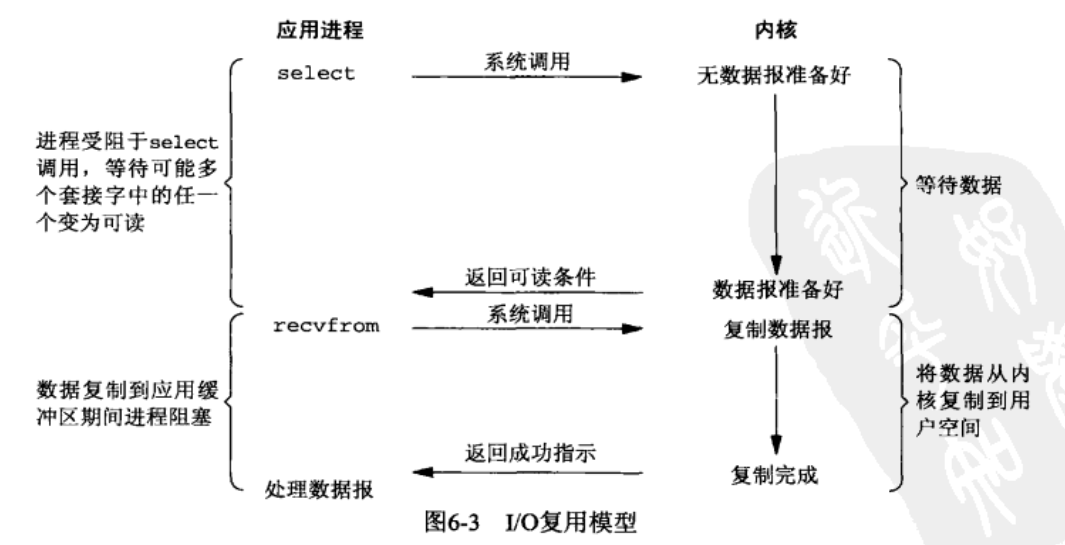 应用进程
内核
select
系统调用
无数据报准备好
进程受阻于select
调用，等待可能多
个套接字中的任一
个变为可读
等待数据
返回可读条件
数据报准备好
recvfrom
系统调用
复制数据报
数据复制到应用缓
冲区期间进程阻塞
将数据从内
核复制到用
户空间
返回成功指示
处理数据报
复制完成
图6-3 I/O复用模型